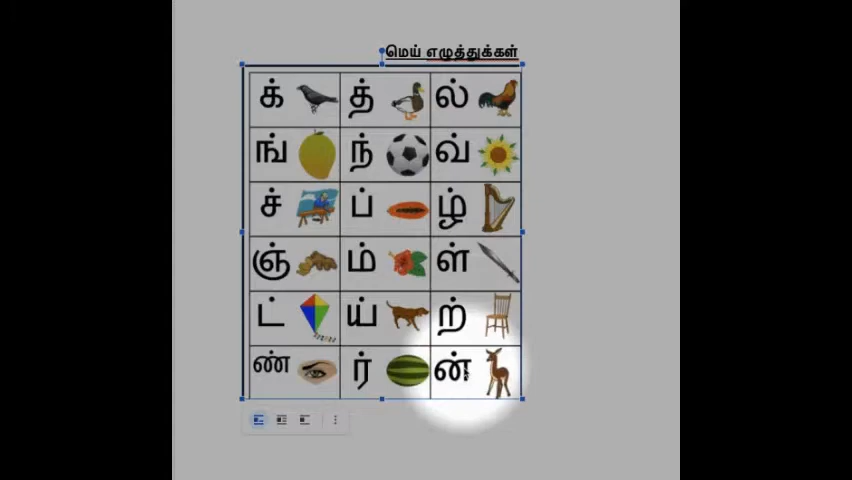 மெய் எழுத்துக்கள்
க் த் ல்
ங் ந் வ்
ச் ப் ழ்
ஞ் ம் ள்
ட் ய் ற்
ண் ர் ன்